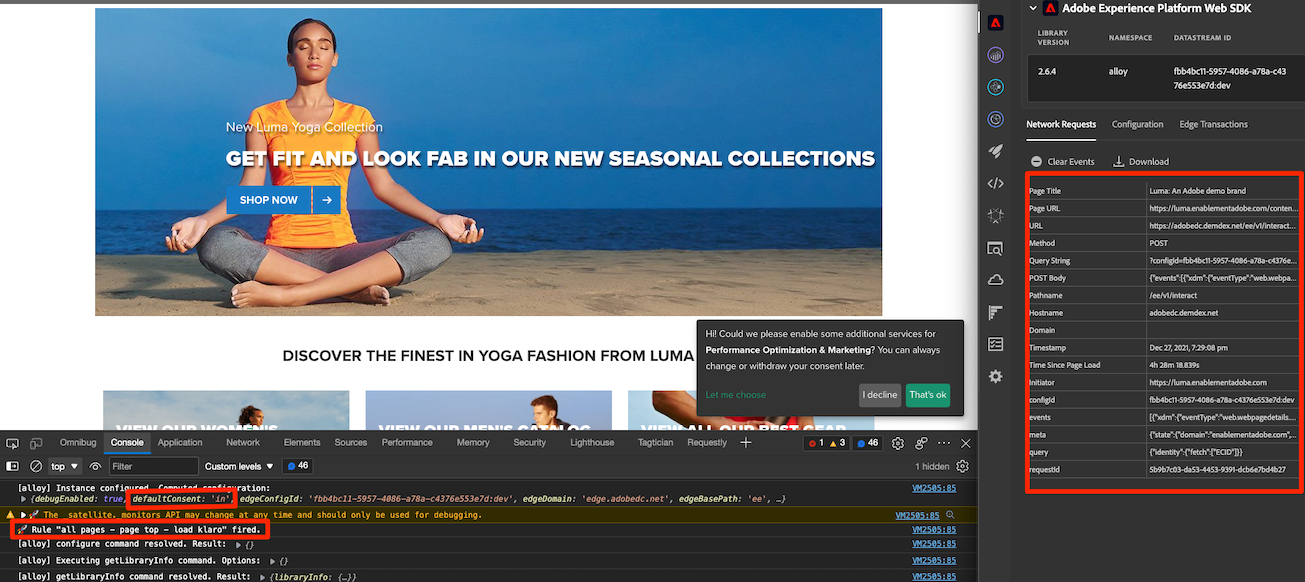 New Luma Yoga Collection
GET FIT AND LOOK FAB IN OUR NEW SEASONAL COLLECTIONS
SHOP NOW →
DISCOVER THE FINEST IN YOGA FASHION FROM LUMA
VIEW OUR WOMEN'S
VIEW OUR MEN'S CATALOG
VIEW ALL OUR BEST GEAR
Hi! Could we please enable some additional services for
Performance Optimization & Marketing? You can always
change or withdraw your consent later.
Let me choose
I decline
That's ok
Omnibug Console Application Network Elements Sources Performance Memory Security Lighthouse Tagtician Requestly
1 3 46
top Filter Custom levels 46
1 hidden
[alloy] Instance configured. Computed configuration: VM2505:85
{debugEnabled: true, defaultConsent: 'in', edgeConfigId: 'fbb4bc11-5957-4086-a78a-c4376e553e7d:dev', edgeDomain: 'edge.adobedc.net', edgeBasePath: 'ee', …}
The _satellite._monitors API may change at any time and should only be used for debugging. VM2505:85
Rule "all pages - page top - load klaro" fired. VM2505:85
[alloy] configure command resolved. Result: {} VM2505:85
[alloy] Executing getLibraryInfo command. Options: {} VM2505:85
[alloy] getLibraryInfo command resolved. Result: {libraryInfo: {…}} VM2505:85
Adobe Experience Platform Web SDK
LIBRARY
VERSION
NAMESPACE
DATASTREAM ID
2.6.4
alloy
fbb4bc11-5957-4086-a78a-c43
76e553e7d:dev
Network Requests Configuration Edge Transactions
Clear Events Download
Page Title Luma: An Adobe demo brand
Page URL https://luma.enablementadobe.com/conten...
URL https://adobedc.demdex.net/ee/v1/interact...
Method POST
Query String ?configId=fbb4bc11-5957-4086-a78a-c4376e...
POST Body {"events":[{"xdm":{"eventType":"web.webpa...
Pathname /ee/v1/interact
Hostname adobedc.demdex.net
Domain
Timestamp Dec 27, 2021, 7:29:08 pm
Time Since Page Load 4h 28m 18.839s
Initiator https://luma.enablementadobe.com
configId fbb4bc11-5957-4086-a78a-c4376e553e7d:dev
events [{"xdm":{"eventType":"web.webpagedetails....
meta {"state":{"domain":"enablementadobe.com",...
query {"identity":{"fetch":["ECID"]}}
requestId 5b9b7c03-da53-4453-9391-dcb6e7bd4b27